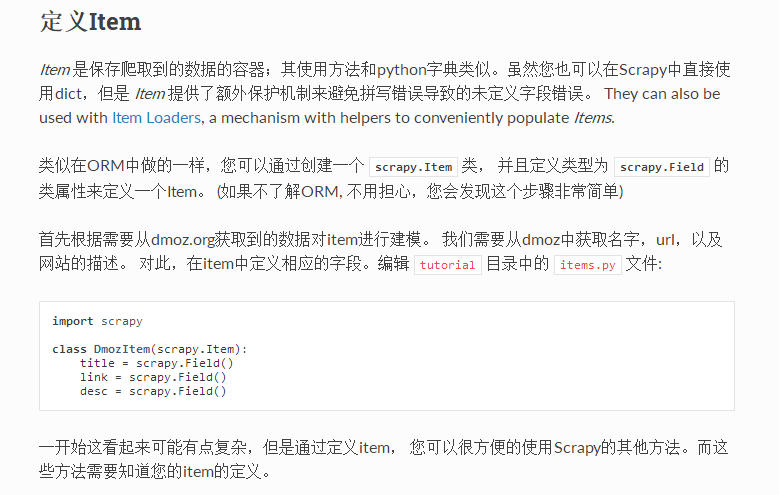 定义Item
Item 是保存爬取到的数据的容器；其使用方法和python字典类似。虽然您也可以在Scrapy中直接使
用dict，但是 Item 提供了额外保护机制来避免拼写错误导致的未定义字段错误。 They can also be
used with Item Loaders, a mechanism with helpers to conveniently populate Items.
类似在ORM中做的一样，您可以通过创建一个 scrapy.Item 类， 并且定义类型为 scrapy.Field 的
类属性来定义一个Item。 (如果不了解ORM, 不用担心，您会发现这个步骤非常简单)
首先根据需要从dmoz.org获取到的数据对item进行建模。 我们需要从dmoz中获取名字，url，以及
网站的描述。 对此，在item中定义相应的字段。编辑 tutorial 目录中的 items.py 文件:
import scrapy
class DmozItem(scrapy.Item):
    title = scrapy.Field()
    link = scrapy.Field()
    desc = scrapy.Field()
一开始这看起来可能有点复杂，但是通过定义item， 您可以很方便的使用Scrapy的其他方法。而这
些方法需要知道您的item的定义。